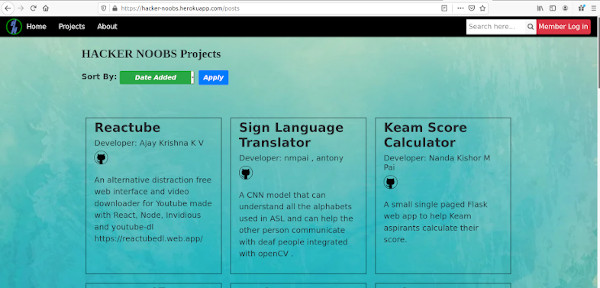 https://hacker-noobs.herokuapp.com/posts
Home Projects About Search here... Member Log in
HACKER NOOBS Projects
Sort By: Date Added Apply
Reactube
Developer: Ajay Krishna K V
An alternative distraction free
web interface and video
downloader for Youtube made
with React, Node, Invidious
and youtube-dl
https://reactubedl.web.app/
Sign Language
Translator
Developer: nmpai , antony
A CNN model that can
understand all the alphabets
used in ASL and can help the
other person communicate
with deaf people integrated
with openCV .
Keam Score
Calculator
Developer: Nanda Kishor M
Pai
A small single paged Flask
web app to help Keam
aspirants calculate their
score.